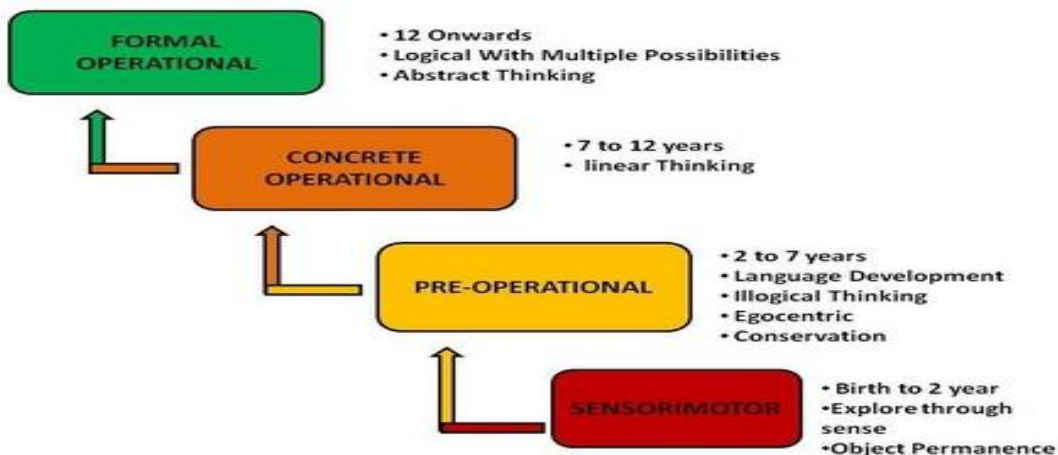 FORMAL
OPERATIONAL
• 12 Onwards
• Logical With Multiple Possibilities
• Abstract Thinking
CONCRETE
OPERATIONAL
• 7 to 12 years
• linear Thinking
PRE-OPERATIONAL
• 2 to 7 years
• Language Development
• Illogical Thinking
• Egocentric
• Conservation
SENSORIMOTOR
• Birth to 2 year
•Explore through
sense
•Object Permanence